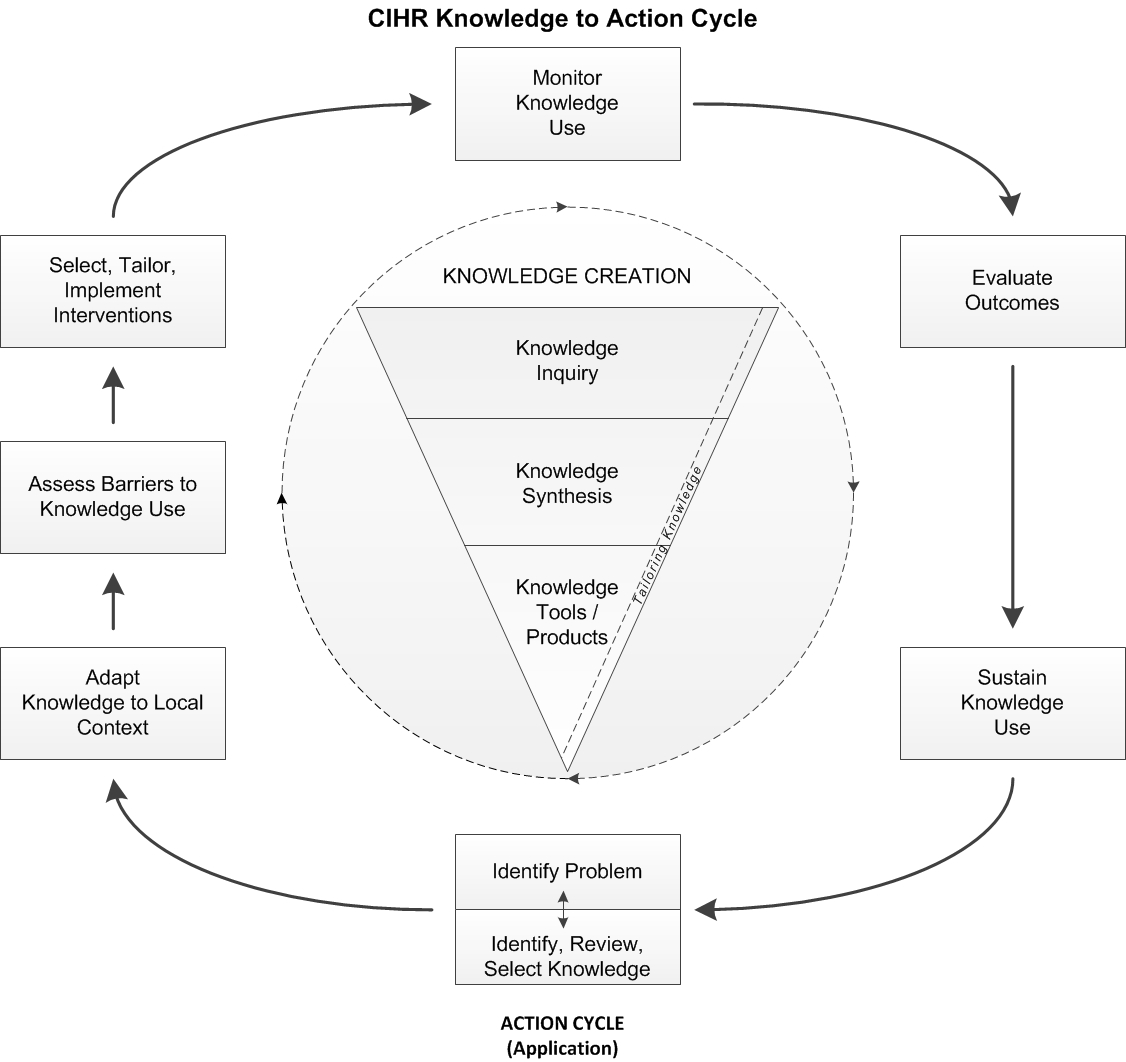 CIHR Knowledge to Action Cycle
Monitor
Knowledge
Use
Select, Tailor,
Implement
Interventions
Evaluate
Outcomes
KNOWLEDGE CREATION
Knowledge
Inquiry
Assess Barriers to
Knowledge Use
Knowledge
Synthesis
Tailoring Knowledge
Knowledge
Tools /
Products
Adapt
Knowledge to Local
Context
Sustain
Knowledge
Use
Identify Problem
Identify, Review,
Select Knowledge
ACTION CYCLE
(Application)